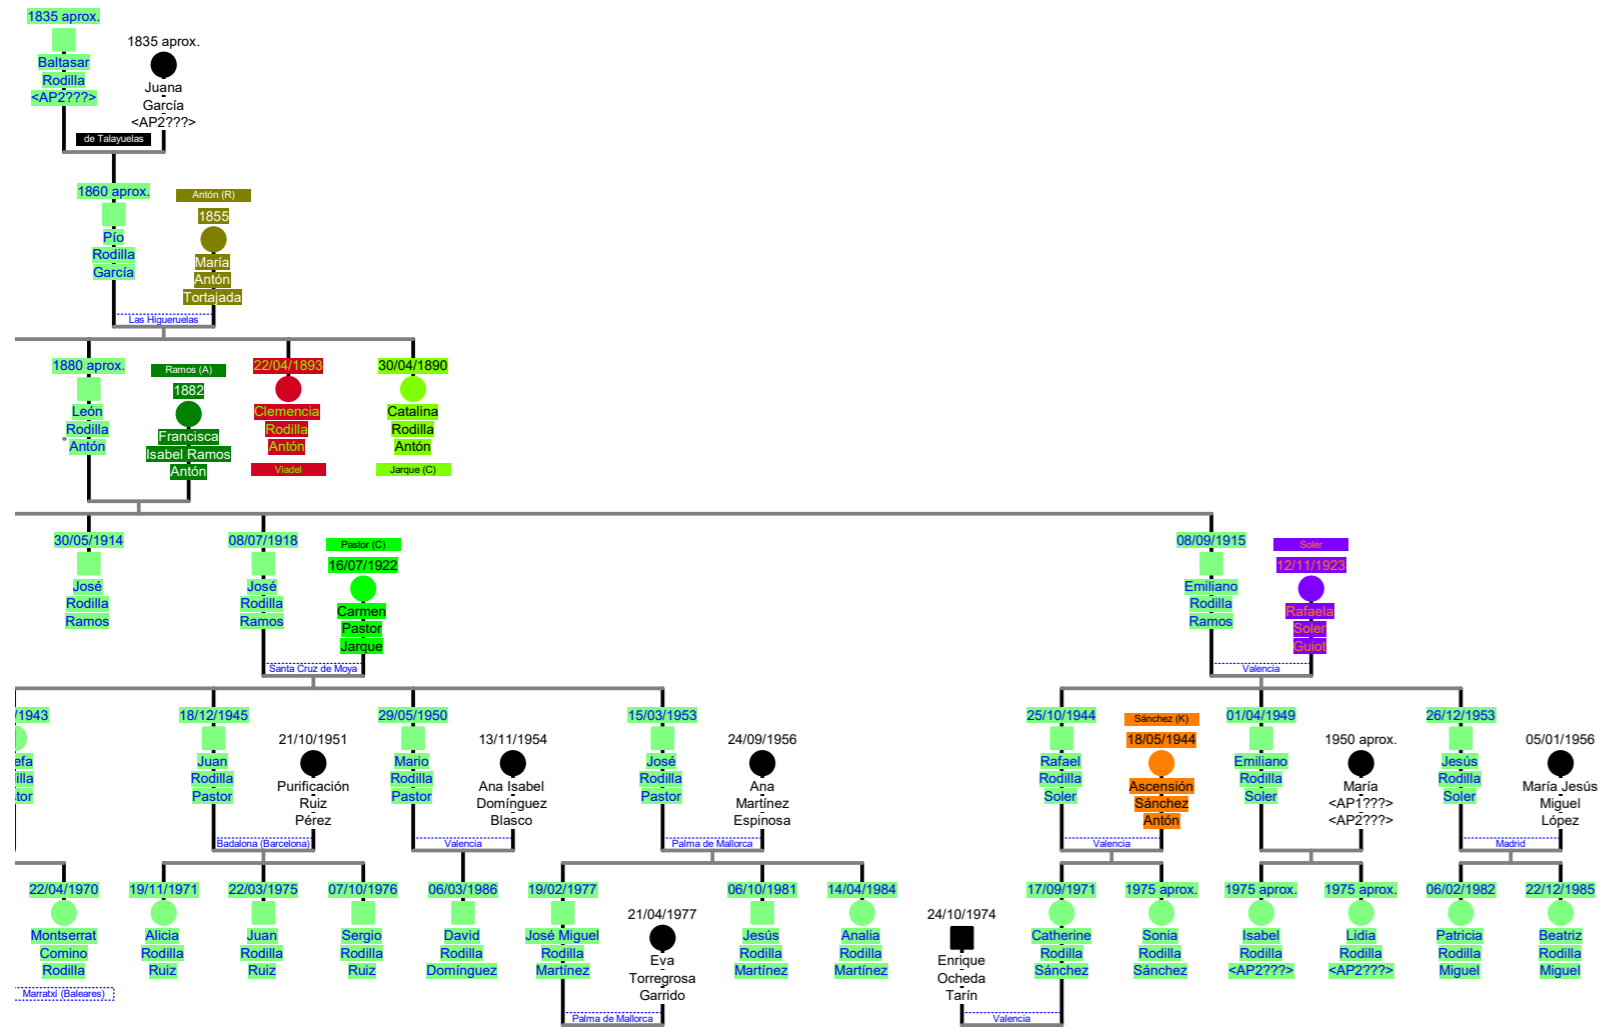 1835 aprox.
Baltasar
Rodilla
<AP2???>
1835 aprox.
Juana
García
<AP2???>
de Talayuelas
1860 aprox.
Pío
Rodilla
García
Antón (R)
1855
María
Antón
Tortajada
Las Higueruelas
1880 aprox.
León
Rodilla
Antón
Ramos (A)
1882
Francisca
Isabel Ramos
Antón
22/04/1893
Clemencia
Rodilla
Antón
Viadel
30/04/1890
Catalina
Rodilla
Antón
Jarque (C)
30/05/1914
José
Rodilla
Ramos
08/07/1918
José
Rodilla
Ramos
Pastor (C)
16/07/1922
Carmen
Pastor
Jarque
Santa Cruz de Moya
08/09/1915
Emiliano
Rodilla
Ramos
Soler
12/11/1923
Rafaela
Soler
Guiot
Valencia
/1943
efa
illa
stor
18/12/1945
Juan
Rodilla
Pastor
21/10/1951
Purificación
Ruiz
Pérez
Badalona (Barcelona)
29/05/1950
Mario
Rodilla
Pastor
13/11/1954
Ana Isabel
Domínguez
Blasco
Valencia
15/03/1953
José
Rodilla
Pastor
24/09/1956
Ana
Martínez
Espinosa
Palma de Mallorca
25/10/1944
Rafael
Rodilla
Soler
Sánchez (K)
18/05/1944
Ascensión
Sánchez
Antón
Valencia
01/04/1949
Emiliano
Rodilla
Soler
1950 aprox.
María
<AP1???>
<AP2???>
26/12/1953
Jesús
Rodilla
Soler
05/01/1956
María Jesús
Miguel
López
Madrid
22/04/1970
Montserrat
Comino
Rodilla
Marratxí (Baleares)
19/11/1971
Alicia
Rodilla
Ruiz
22/03/1975
Juan
Rodilla
Ruiz
07/10/1976
Sergio
Rodilla
Ruiz
06/03/1986
David
Rodilla
Domínguez
19/02/1977
José Miguel
Rodilla
Martínez
21/04/1977
Eva
Torregrosa
Garrido
Palma de Mallorca
06/10/1981
Jesús
Rodilla
Martínez
14/04/1984
Analia
Rodilla
Martínez
24/10/1974
Enrique
Ocheda
Tarín
17/09/1971
Catherine
Rodilla
Sánchez
Valencia
1975 aprox.
Sonia
Rodilla
Sánchez
1975 aprox.
Isabel
Rodilla
<AP2???>
1975 aprox.
Lidia
Rodilla
<AP2???>
06/02/1982
Patricia
Rodilla
Miguel
22/12/1985
Beatriz
Rodilla
Miguel